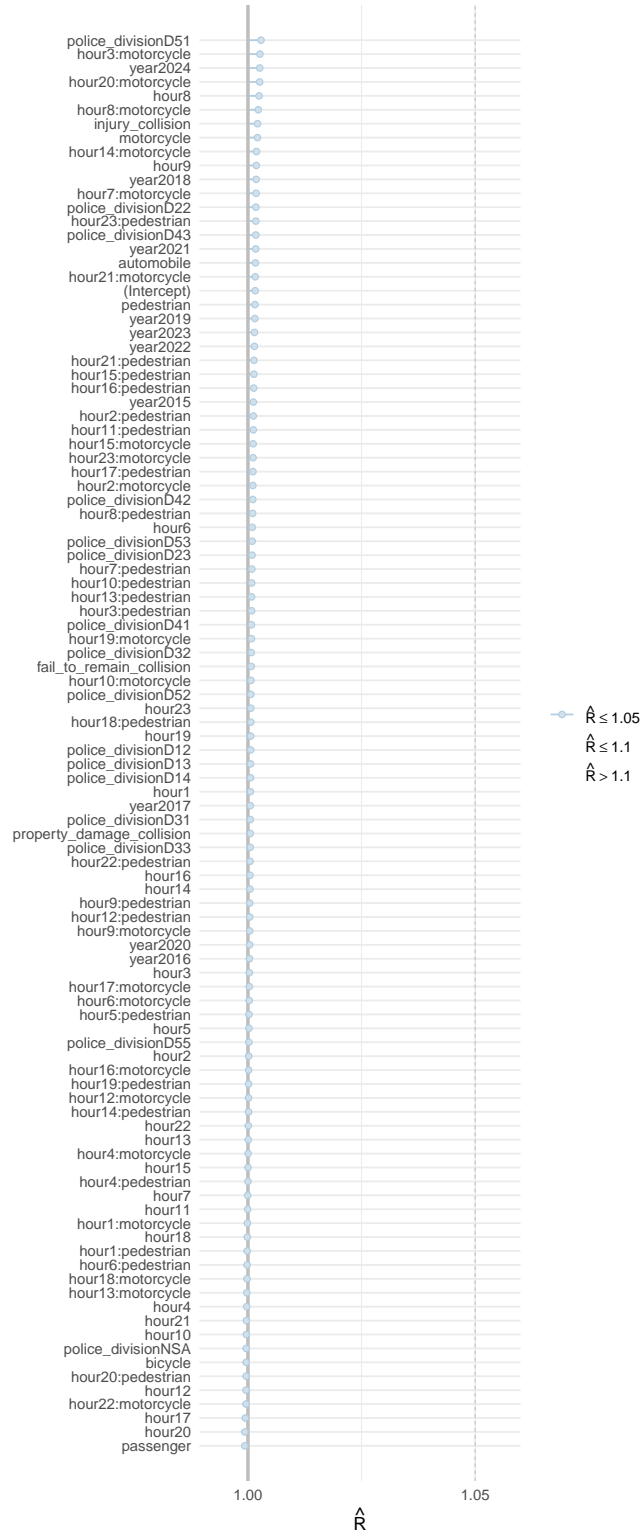 police_divisionD51
hour3:motorcycle
year2024
hour20:motorcycle
hour8
hour8:motorcycle
injury_collision
motorcycle
hour14:motorcycle
hour9
year2018
hour7:motorcycle
police_divisionD22
hour23:pedestrian
police_divisionD43
year2021
automobile
hour21:motorcycle
(Intercept)
pedestrian
year2019
year2023
year2022
hour21:pedestrian
hour15:pedestrian
hour16:pedestrian
year2015
hour2:pedestrian
hour11:pedestrian
hour15:motorcycle
hour23:motorcycle
hour17:pedestrian
hour2:motorcycle
police_divisionD42
hour8:pedestrian
hour6
police_divisionD53
police_divisionD23
hour7:pedestrian
hour10:pedestrian
hour13:pedestrian
hour3:pedestrian
police_divisionD41
hour19:motorcycle
police_divisionD32
fail_to_remain_collision
hour10:motorcycle
police_divisionD52
hour23
hour18:pedestrian
hour19
police_divisionD12
police_divisionD13
police_divisionD14
hour1
year2017
police_divisionD31
property_damage_collision
police_divisionD33
hour22:pedestrian
hour16
hour14
hour9:pedestrian
hour12:pedestrian
hour9:motorcycle
year2020
year2016
hour3
hour17:motorcycle
hour6:motorcycle
hour5:pedestrian
hour5
police_divisionD55
hour2
hour16:motorcycle
hour19:pedestrian
hour12:motorcycle
hour14:pedestrian
hour22
hour13
hour4:motorcycle
hour15
hour4:pedestrian
hour7
hour11
hour1:motorcycle
hour18
hour1:pedestrian
hour6:pedestrian
hour18:motorcycle
hour13:motorcycle
hour4
hour21
hour10
police_divisionNSA
bicycle
hour20:pedestrian
hour12
hour22:motorcycle
hour17
hour20
passenger
1.00 1.05
R̂
R̂ ≤ 1.05
R̂ ≤ 1.1
R̂ > 1.1